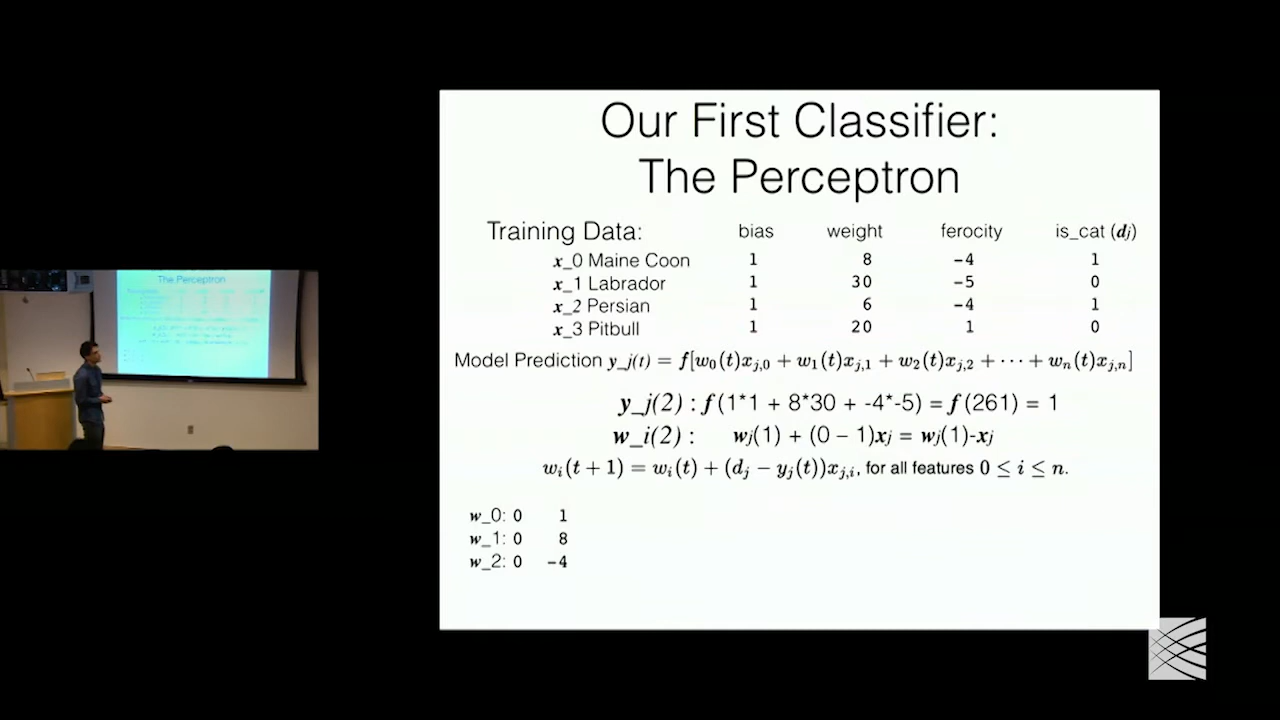 Our First Classifier:
The Perceptron
Training Data: bias weight ferocity is_cat (dj)
x_0 Maine Coon 1 8 -4 1
x_1 Labrador 1 30 -5 0
x_2 Persian 1 6 -4 1
x_3 Pitbull 1 20 1 0
Model Prediction y_j(t) = f[w₀(t)xⱼ,₀ + w₁(t)xⱼ,₁ + w₂(t)xⱼ,₂ + ··· + wₙ(t)xⱼ,ₙ]
y_j(2) : f(1*1 + 8*30 + -4*-5) = f(261) = 1
w_i(2) : wj(1) + (0 – 1)xj = wj(1)-xj
wᵢ(t + 1) = wᵢ(t) + (dⱼ − yⱼ(t))xⱼ,ᵢ, for all features 0 ≤ i ≤ n.
w_0: 0 1
w_1: 0 8
w_2: 0 -4
The Perceptron